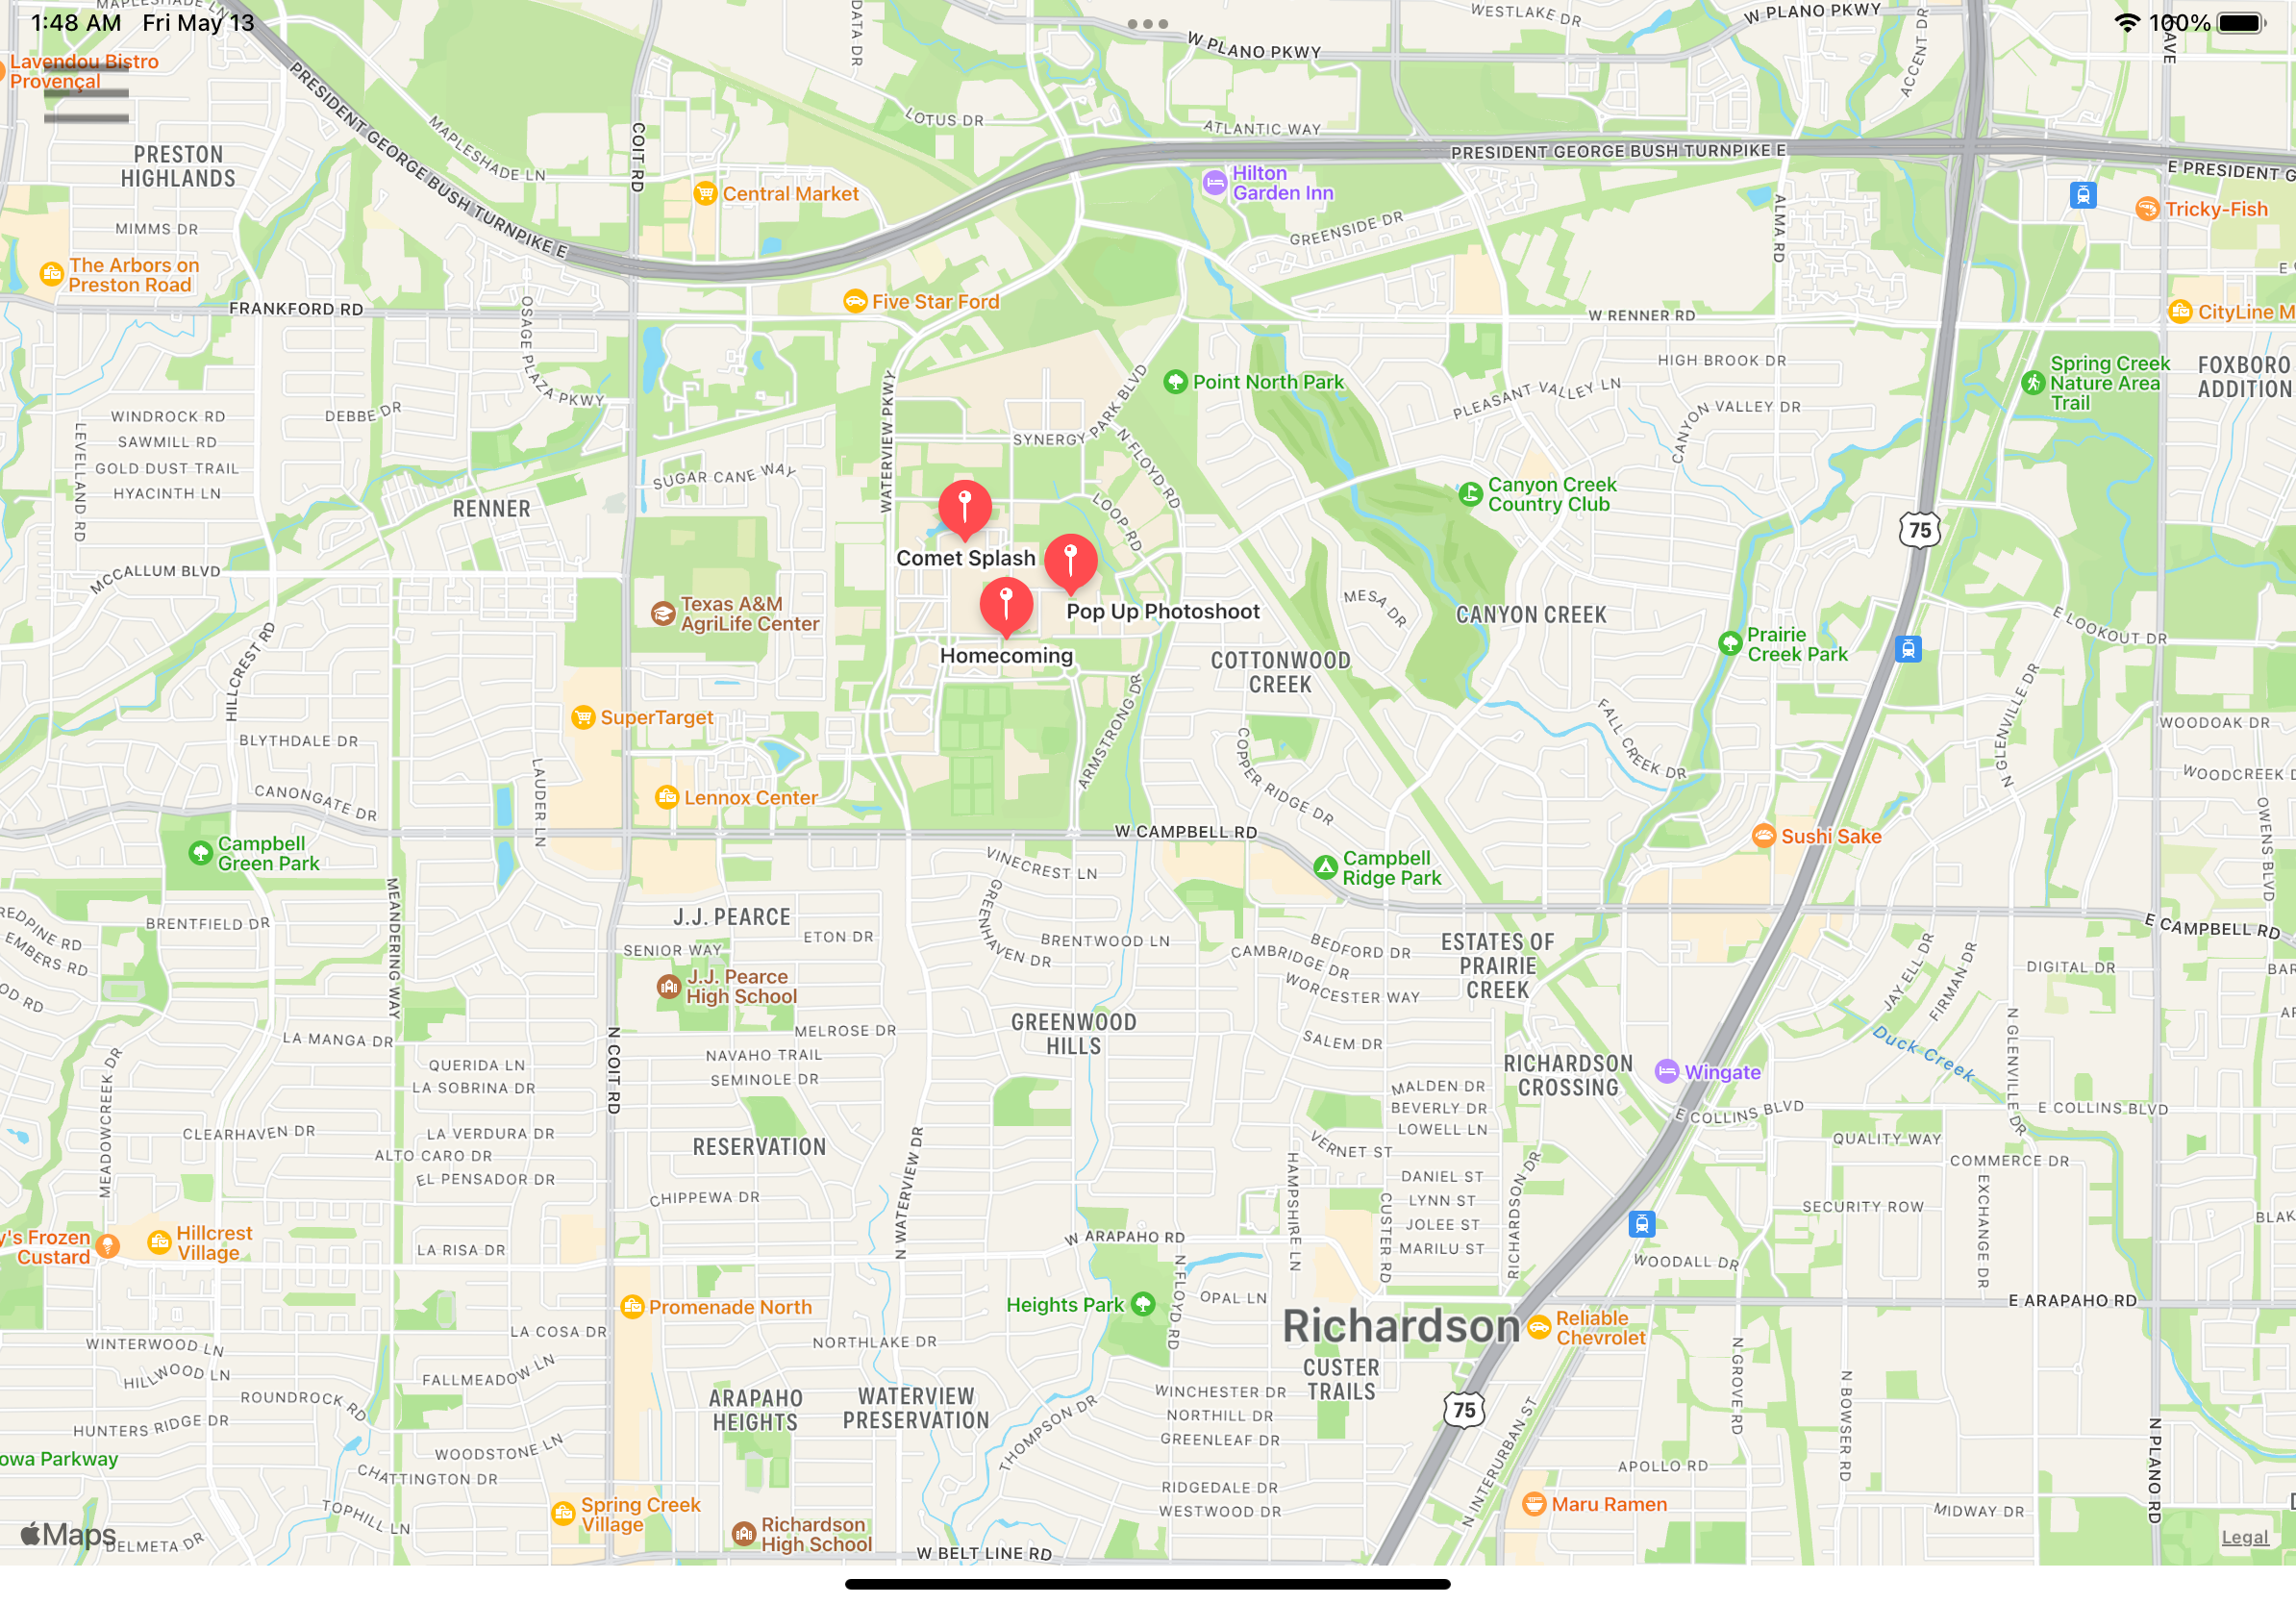 MAPLESHADE LN
1:48 AM Fri May 13
100%
WESTLAKE DR
W PLANO PKWY
W PLANO PKWY
DATA DR
ACCENT DR
AVE
Lavendou Bistro
Provençal
PRESIDENT GEORGE BUSH TURNPIKE E
MAPLESHADE LN
COIT RD
LOTUS DR
ATLANTIC WAY
PRESIDENT GEORGE BUSH TURNPIKE E
E PRESIDENT G
PRESTON
HIGHLANDS
Central Market
Hilton
Garden Inn
Tricky-Fish
MIMMS DR
GREENSIDE DR
ALMA RD
The Arbors on
Preston Road
FRANKFORD RD
OSAGE PLAZA PKWY
Five Star Ford
W RENNER RD
CityLine M
HIGH BROOK DR
Spring Creek
Nature Area
Trail
FOXBORO
ADDITION
WATERVIEW PKWY
Point North Park
PLEASANT VALLEY LN
CANYON VALLEY DR
WINDROCK RD
DEBBE DR
SAWMILL RD
LEVELLAND RD
GOLD DUST TRAIL
HYACINTH LN
SYNERGY PARK BLVD
N FLOYD RD
SUGAR CANE WAY
RENNER
LOOP RD
Canyon Creek
Country Club
75
Comet Splash
MCCALLUM BLVD
Texas A&M
AgriLife Center
Pop Up Photoshoot
MESA DR
CANYON CREEK
Prairie
Creek Park
E LOOKOUT DR
Homecoming
COTTONWOOD
CREEK
HILLCREST RD
SuperTarget
ARMSTRONG DR
FALL CREEK DR
N GLENVILLE DR
WOODOAK DR
BLYTHDALE DR
COPPER RIDGE DR
WOODCREEK D
CANONGATE DR
LAUDER LN
Lennox Center
OWENS BLVD
W CAMPBELL RD
Sushi Sake
Campbell
Green Park
VINECREST LN
Campbell
Ridge Park
MEANDERING WAY
GREENHAVEN DR
REDPINE RD
EMBERS RD
OD RD
BRENTFIELD DR
J.J. PEARCE
SENIOR WAY
ETON DR
BRENTWOOD LN
CAMBRIDGE DR
BEDFORD DR
WORCESTER WAY
ESTATES OF
PRAIRIE
CREEK
E CAMPBELL RD
JAY ELL DR
FIRMAN DR
DIGITAL DR
BAR
J.J. Pearce
High School
LA MANGA DR
N COIT RD
MELROSE DR
GREENWOOD
HILLS
SALEM DR
N GLENVILLE DR
Duck Creek
MEADOWCREEK DR
QUERIDA LN
LA SOBRINA DR
NAVAHO TRAIL
SEMINOLE DR
RICHARDSON
CROSSING
Wingate
MALDEN DR
BEVERLY DR
LOWELL LN
E COLLINS BLVD
E COLLINS BLVD
CLEARHAVEN DR
LA VERDURA DR
RESERVATION
VERNET ST
QUALITY WAY
COMMERCE DR
ALTO CARO DR
EL PENSADOR DR
N WATERVIEW DR
HAMPSHIRE LN
DANIEL ST
LYNN ST
JOLEE ST
MARILU ST
CUSTER RD
RICHARDSON DR
EXCHANGE DR
CHIPPEWA DR
SECURITY ROW
BLAK
y's Frozen
Custard
Hillcrest
Village
LA RISA DR
W ARAPAHO RD
WOODALL DR
N FLOYD RD
Promenade North
Heights Park
OPAL LN
E ARAPAHO RD
Richardson
Reliable
Chevrolet
LA COSA DR
WINTERWOOD LN
NORTHLAKE DR
HILLWOOD LN
FALLMEADOW LN
CUSTER
TRAILS
N GROVE RD
N BOWSER RD
ROUNDROCK RD
ARAPAHO
HEIGHTS
WATERVIEW
PRESERVATION
WINCHESTER DR
NORTHILL DR
GREENLEAF DR
75
N INTERURBAN ST
N PLANO RD
HUNTERS RIDGE DR
WOODSTONE LN
THOMPSON DR
owa Parkway
CHATTINGTON DR
APOLLO RD
RIDGEDALE DR
WESTWOOD DR
Maru Ramen
MIDWAY DR
TOPHILL LN
Spring Creek
Village
Richardson
High School
Maps
DELMETA DR
W BELT LINE RD
Legal